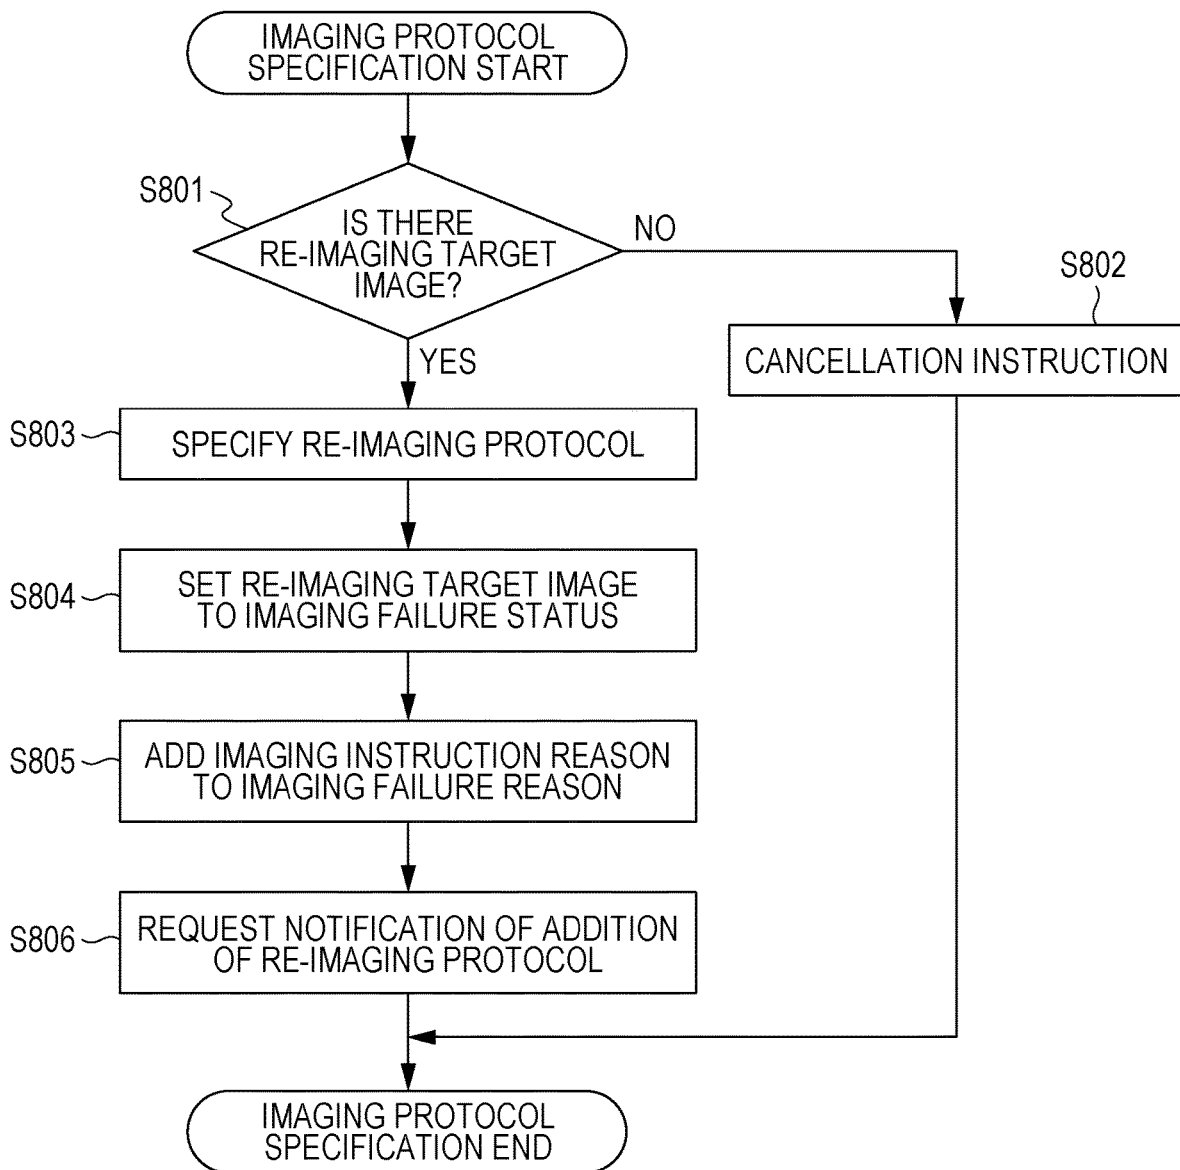 IMAGING PROTOCOL
SPECIFICATION START
S801
IS THERE
RE-IMAGING TARGET
IMAGE?
NO
YES
S802
CANCELLATION INSTRUCTION
S803
SPECIFY RE-IMAGING PROTOCOL
S804
SET RE-IMAGING TARGET IMAGE
TO IMAGING FAILURE STATUS
S805
ADD IMAGING INSTRUCTION REASON
TO IMAGING FAILURE REASON
S806
REQUEST NOTIFICATION OF ADDITION
OF RE-IMAGING PROTOCOL
IMAGING PROTOCOL
SPECIFICATION END